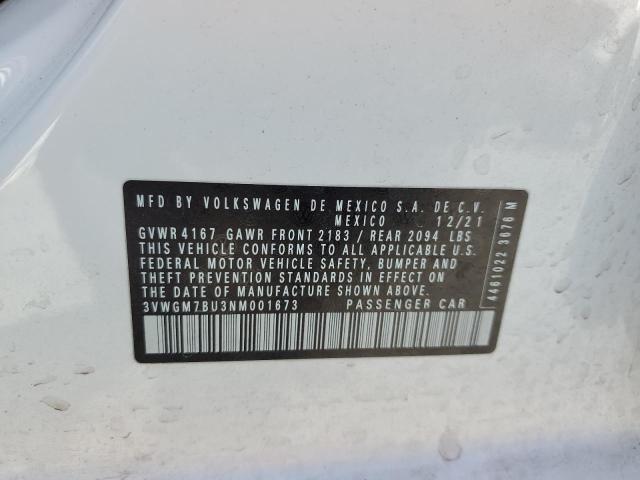 MFD BY VOLKSWAGEN DE MEXICO S.A. DE C.V.
MEXICO 12/21
GVWR 4167 GAWR FRONT 2183 / REAR 2094 LBS
THIS VEHICLE CONFORMS TO ALL APPLICABLE U.S.
FEDERAL MOTOR VEHICLE SAFETY, BUMPER AND
THEFT PREVENTION STANDARDS IN EFFECT ON
THE DATE OF MANUFACTURE SHOWN ABOVE.
3VWGM7BU3NM001673 PASSENGER CAR
4461022 3676 M